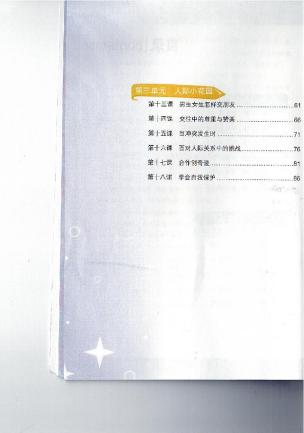 第三单元 人际小花园
第十三课 男生女生怎样交朋友 61
第十四课 交往中的尊重与赞美 66
第十五课 当冲突发生时 71
第十六课 面对人际关系中的挑战 76
第十七课 合作创奇迹 81
第十八课 学会自我保护 86